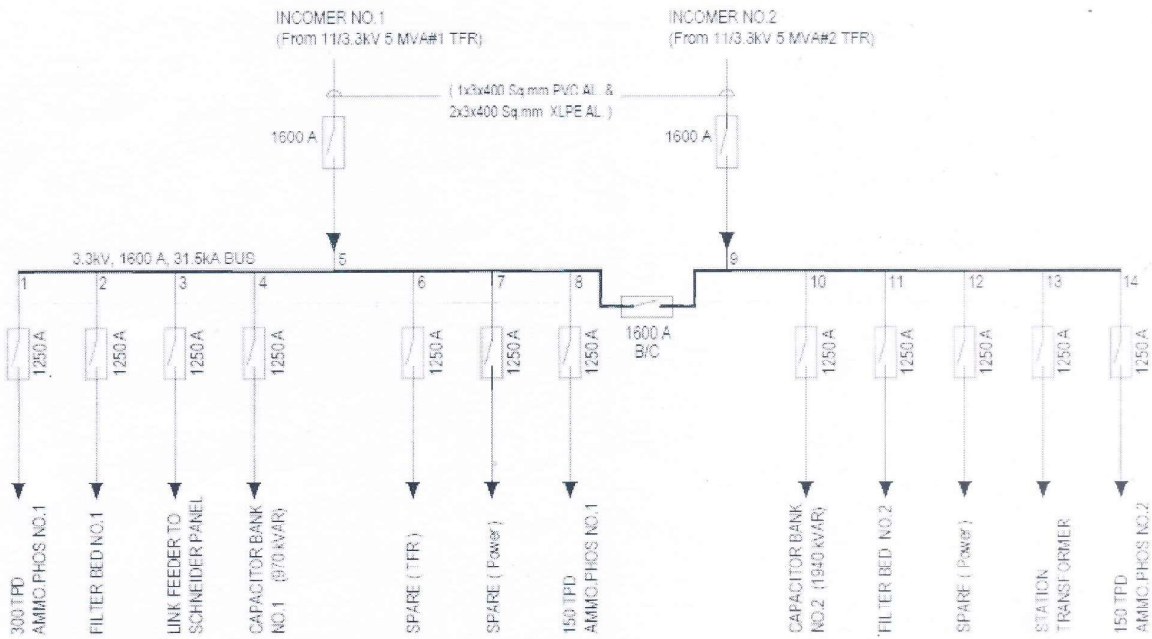 INCOMER NO.1
(From 11/3.3kV 5 MVA#1 TFR)
INCOMER NO.2
(From 11/3.3kV 5 MVA#2 TFR)
( 1x3x400 Sq.mm PVC AL. &
2x3x400 Sq.mm XLPE AL. )
1600 A
1600 A
3.3kV, 1600 A, 31.5kA BUS
5
9
1
2
3
4
6
7
8
10
11
12
13
14
1600 A
B/C
1250 A
1250 A
1250 A
1250 A
1250 A
1250 A
1250 A
1250 A
1250 A
1250 A
1250 A
1250 A
300 TPD
AMMO.PHOS NO.1
FILTER BED NO.1
LINK FEEDER TO
SCHNEIDER PANEL
CAPACITOR BANK
NO.1 (970 kVAR)
SPARE ( TFR )
SPARE ( Power )
150 TPD
AMMO.PHOS NO.1
CAPACITOR BANK
NO.2 (1940 kVAR)
FILTER BED NO.2
SPARE ( Power )
STATION
TRANSFORMER
150 TPD
AMMO.PHOS NO.2